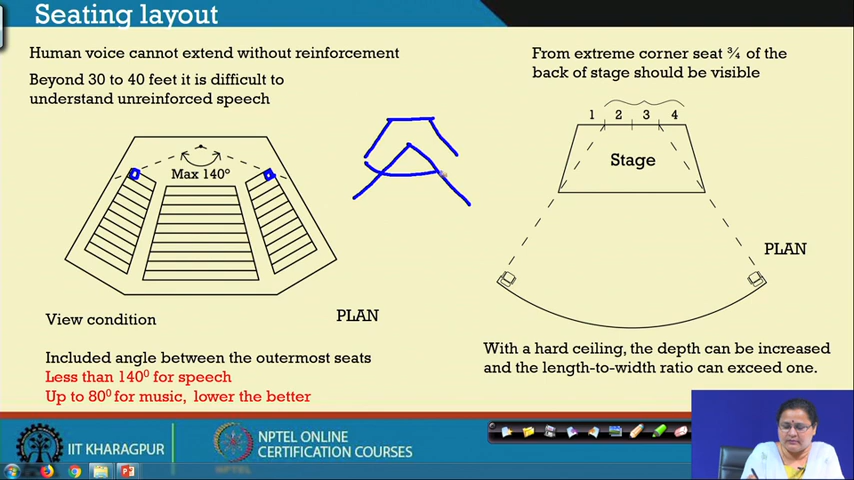 Seating layout
Human voice cannot extend without reinforcement
Beyond 30 to 40 feet it is difficult to
understand unreinforced speech
Max 140⁰
View condition
PLAN
Included angle between the outermost seats
Less than 140⁰ for speech
Up to 80⁰ for music, lower the better
From extreme corner seat ¾ of the
back of stage should be visible
1 2 3 4
Stage
PLAN
With a hard ceiling, the depth can be increased
and the length-to-width ratio can exceed one.
IIT KHARAGPUR
NPTEL ONLINE
CERTIFICATION COURSES
NPTEL